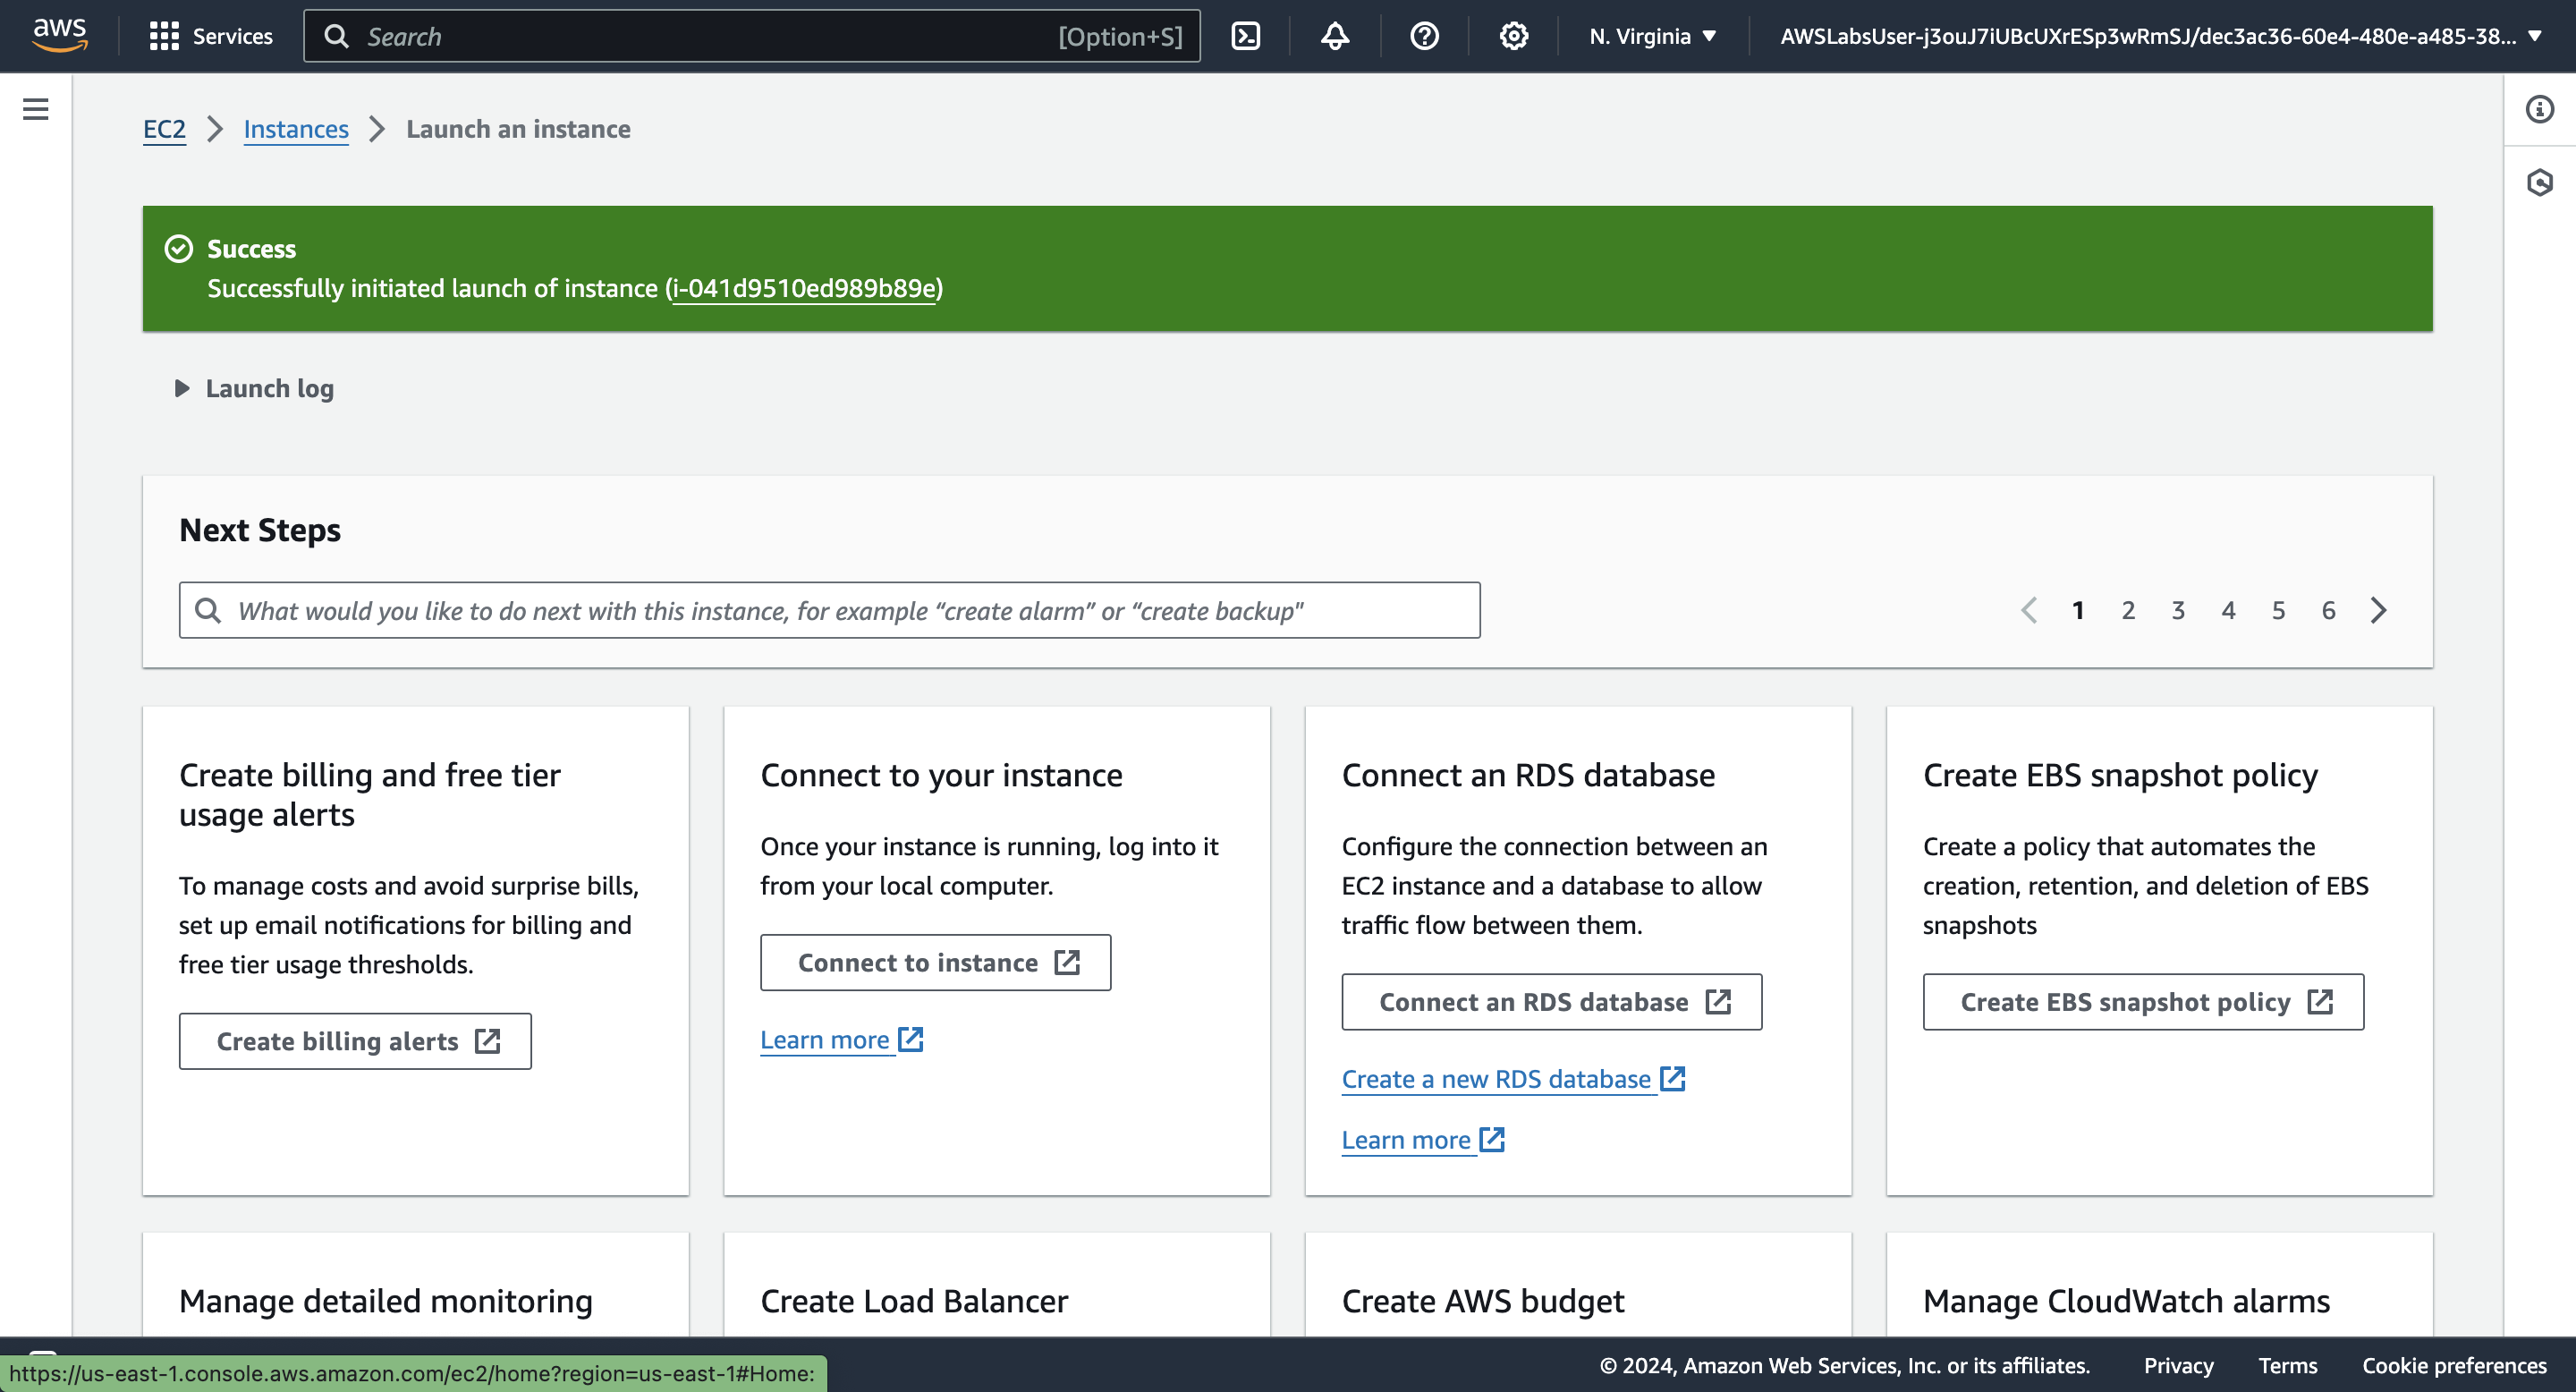 aws
Services
Search
[Option+S]
N. Virginia
AWSLabsUser-j3ouJ7iUBcUXrESp3wRmSJ/dec3ac36-60e4-480e-a485-38...
EC2
Instances
Launch an instance
Success
Successfully initiated launch of instance (i-041d9510ed989b89e)
Launch log
Next Steps
What would you like to do next with this instance, for example “create alarm” or “create backup"
1 2 3 4 5 6
Create billing and free tier
usage alerts
To manage costs and avoid surprise bills,
set up email notifications for billing and
free tier usage thresholds.
Create billing alerts
Connect to your instance
Once your instance is running, log into it
from your local computer.
Connect to instance
Learn more
Connect an RDS database
Configure the connection between an
EC2 instance and a database to allow
traffic flow between them.
Connect an RDS database
Create a new RDS database
Learn more
Create EBS snapshot policy
Create a policy that automates the
creation, retention, and deletion of EBS
snapshots
Create EBS snapshot policy
Manage detailed monitoring
Create Load Balancer
Create AWS budget
Manage CloudWatch alarms
https://us-east-1.console.aws.amazon.com/ec2/home?region=us-east-1#Home:
© 2024, Amazon Web Services, Inc. or its affiliates.
Privacy
Terms
Cookie preferences